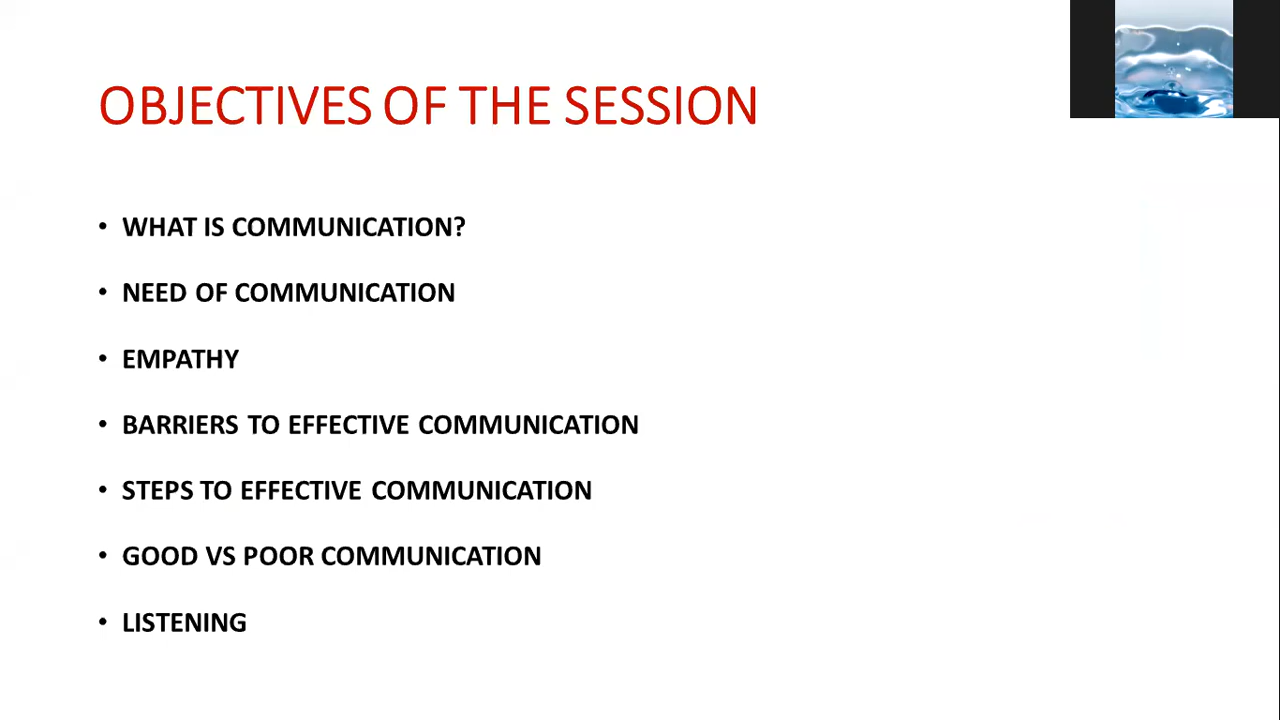 OBJECTIVES OF THE SESSION
• WHAT IS COMMUNICATION?
• NEED OF COMMUNICATION
• EMPATHY
• BARRIERS TO EFFECTIVE COMMUNICATION
• STEPS TO EFFECTIVE COMMUNICATION
• GOOD VS POOR COMMUNICATION
• LISTENING